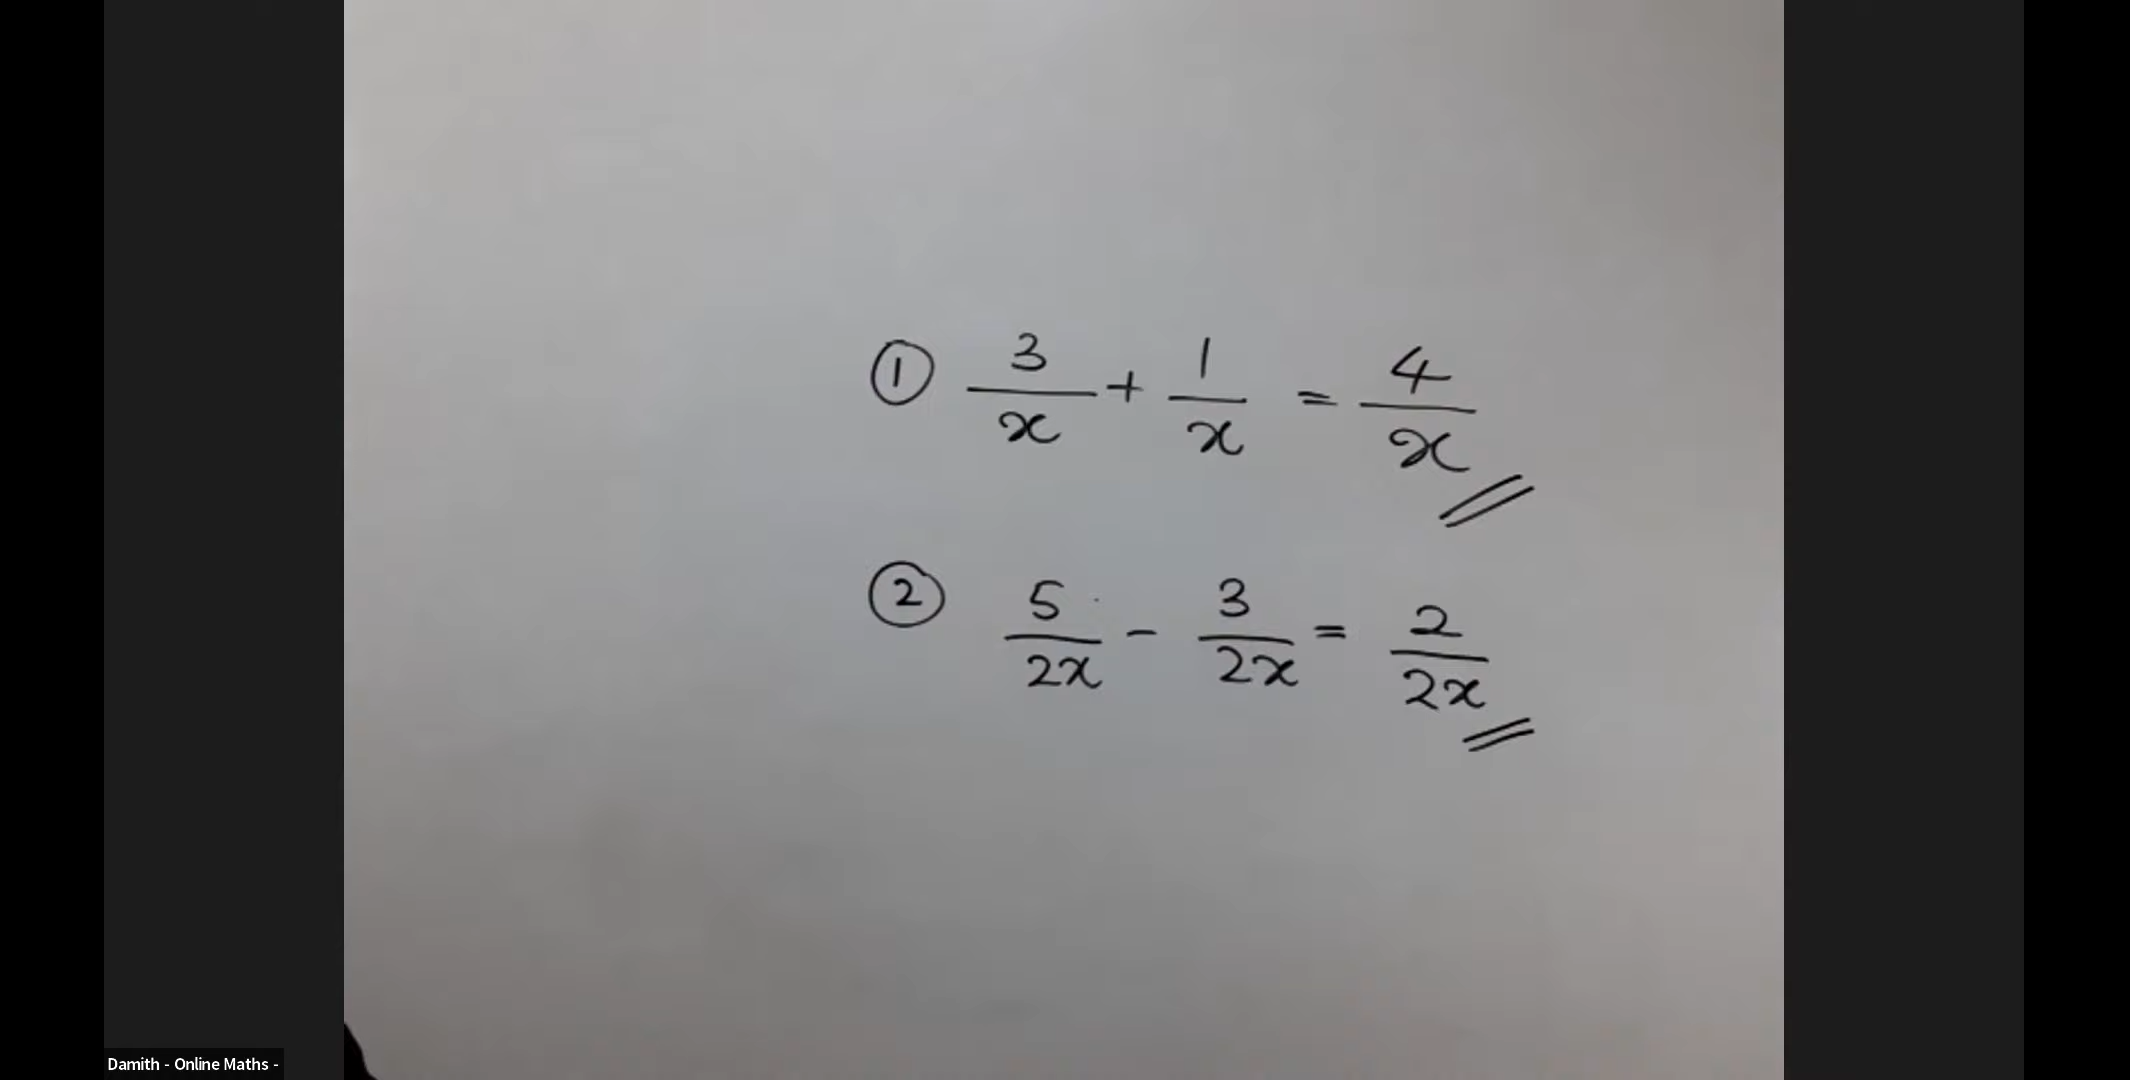 ① 3/x + 1/x = 4/x
② 5/2x - 3/2x = 2/2x
Damith - Online Maths -